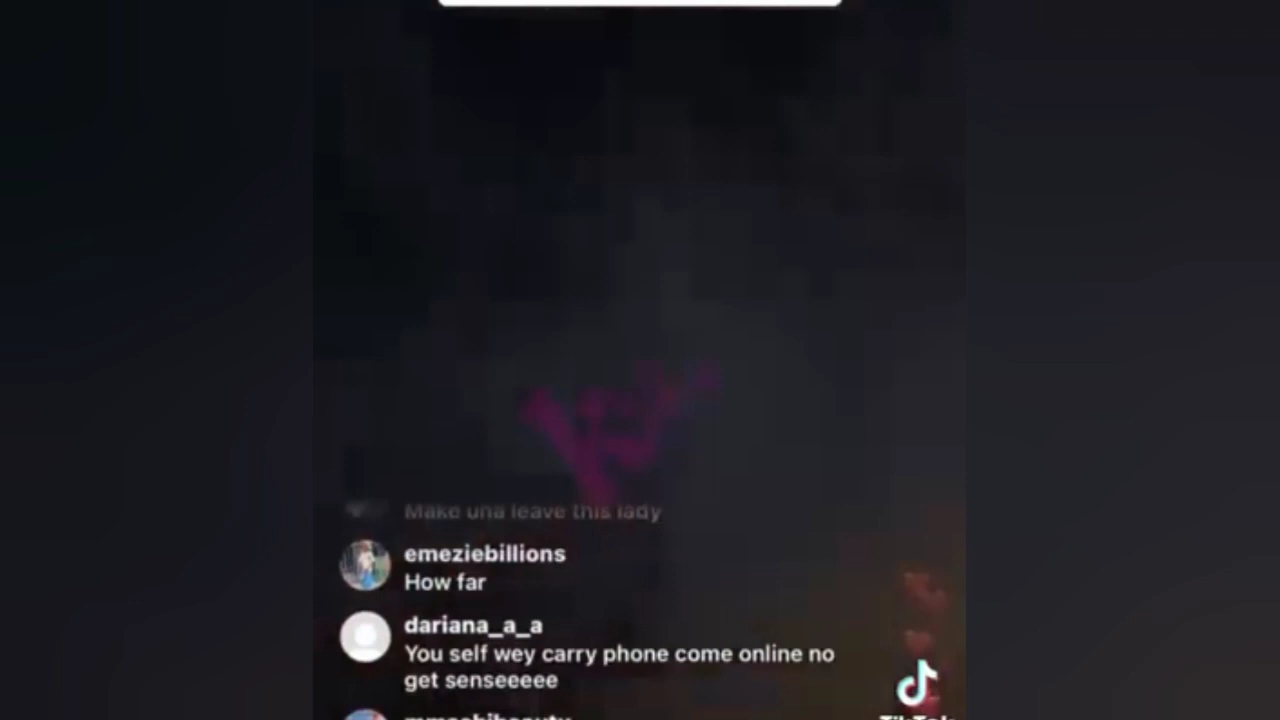 Make una leave this lady
emeziebillions
How far
dariana_a_a
You self wey carry phone come online no
get senseeeee
TikTok